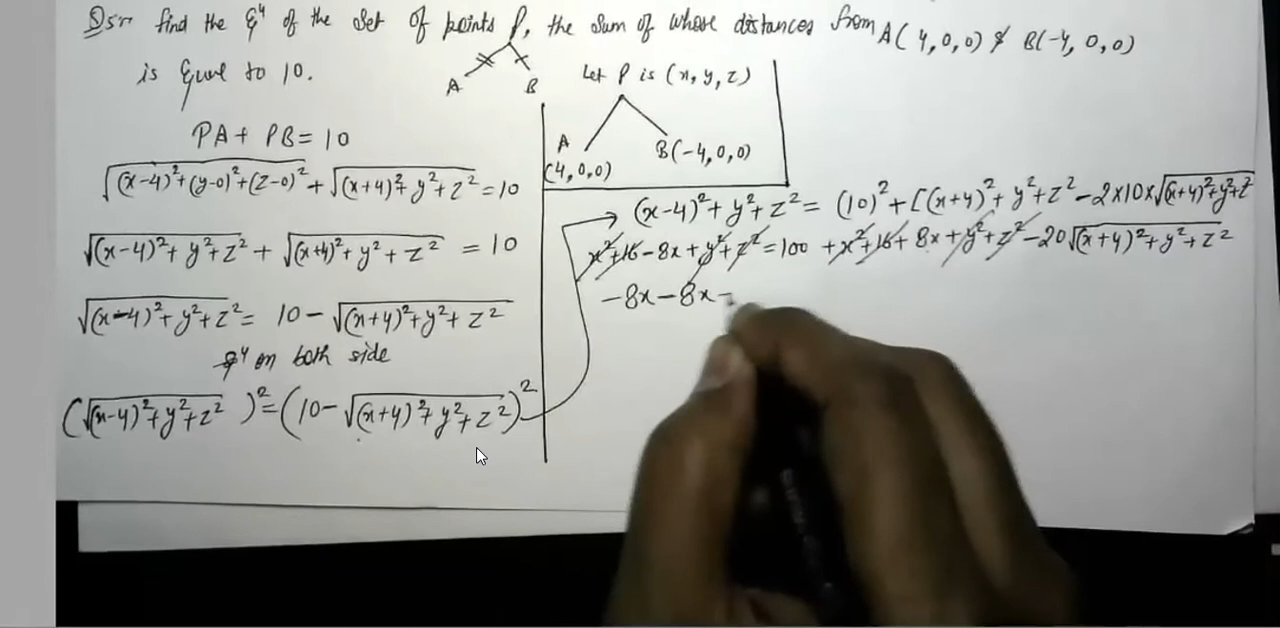 Q5 find the Eqⁿ of the set of points P, the sum of whose distances from A(4,0,0) & B(-4,0,0)
is Equal to 10.
A B
PA + PB = 10
√(x-4)²+(y-0)²+(z-0)² + √(x+4)²+y²+z² = 10
√(x-4)²+y²+z² + √(x+4)²+y²+z² = 10
√(x-4)²+y²+z² = 10 - √(x+4)²+y²+z²
on both side
(√(x-4)²+y²+z²)² = (10-√(x+4)²+y²+z²)²
Let P is (x,y,z)
A
(4,0,0)
B(-4,0,0)
(x-4)²+y²+z² = (10)²+[(x+4)²+y²+z²-2×10×√(x+4)²+y²+z²
x²+16-8x+y²+z² = 100 +x²+16+8x+y²+z²-20√(x+4)²+y²+z²
-8x-8x